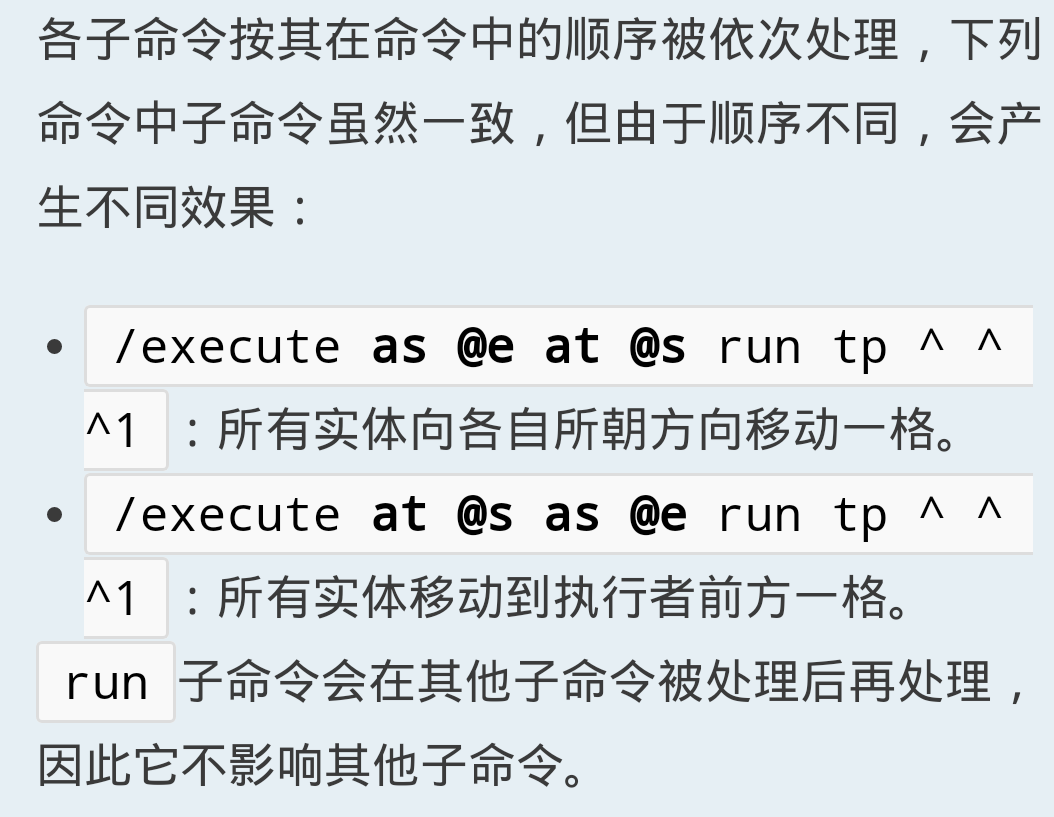 各子命令按其在命令中的顺序被依次处理，下列
命令中子命令虽然一致，但由于顺序不同，会产
生不同效果：
• /execute as @e at @s run tp ^ ^
^1 ：所有实体向各自所朝方向移动一格。
• /execute at @s as @e run tp ^ ^
^1 ：所有实体移动到执行者前方一格。
run 子命令会在其他子命令被处理后再处理，
因此它不影响其他子命令。